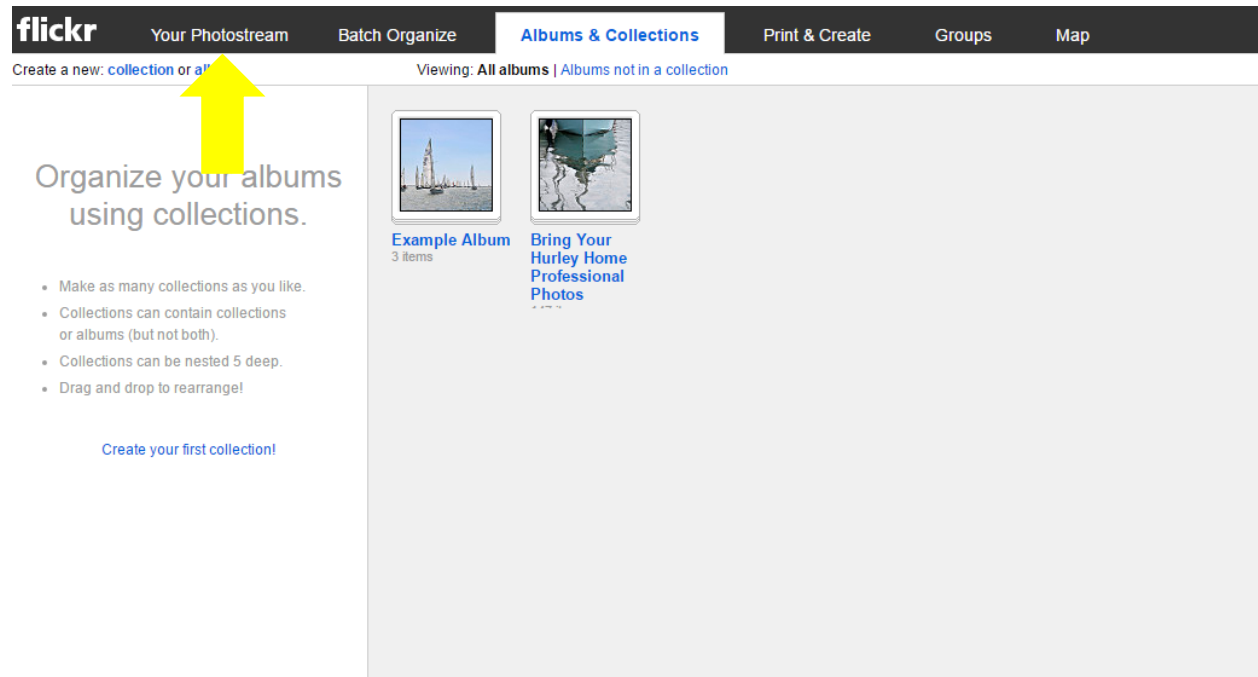 flickr Your Photostream Batch Organize Albums & Collections Print & Create Groups Map
Create a new: collection or Viewing: All albums | Albums not in a collection
Organize your albums
using collections.
Make as many collections as you like.
Collections can contain collections
or albums (but not both).
Collections can be nested 5 deep.
Drag and drop to rearrange!
Create your first collection!
Example Album
3 items
Bring Your
Hurley Home
Professional
Photos